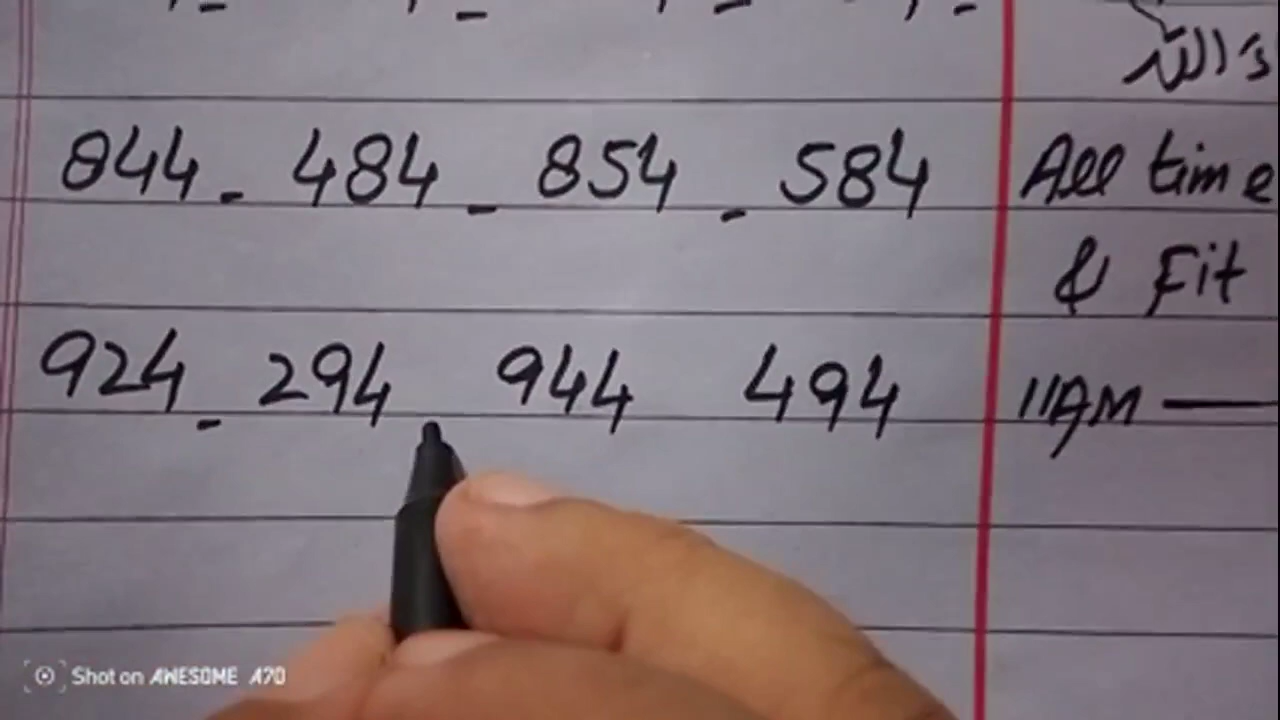 844 - 484 - 854 - 584 All time
& Fit
924 - 294 944 494 11AM —
Shot on AWESOME A70